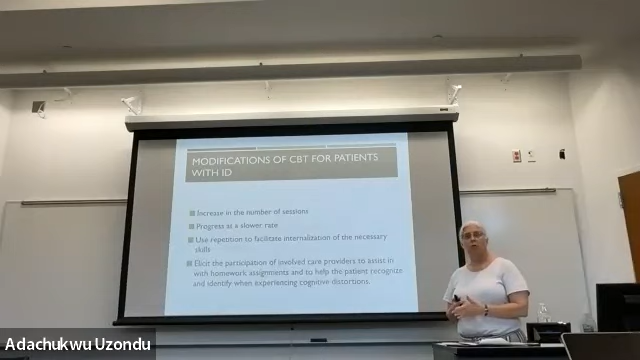 MODIFICATIONS OF CBT FOR PATIENTS
WITH ID
Increase in the number of sessions
Progress at a slower rate
Use repetition to facilitate internalization of the necessary
skills
Elicit the participation of involved care providers to assist in
with homework assignments and to help the patient recognize
and identify when experiencing cognitive distortions.
Adachukwu Uzondu